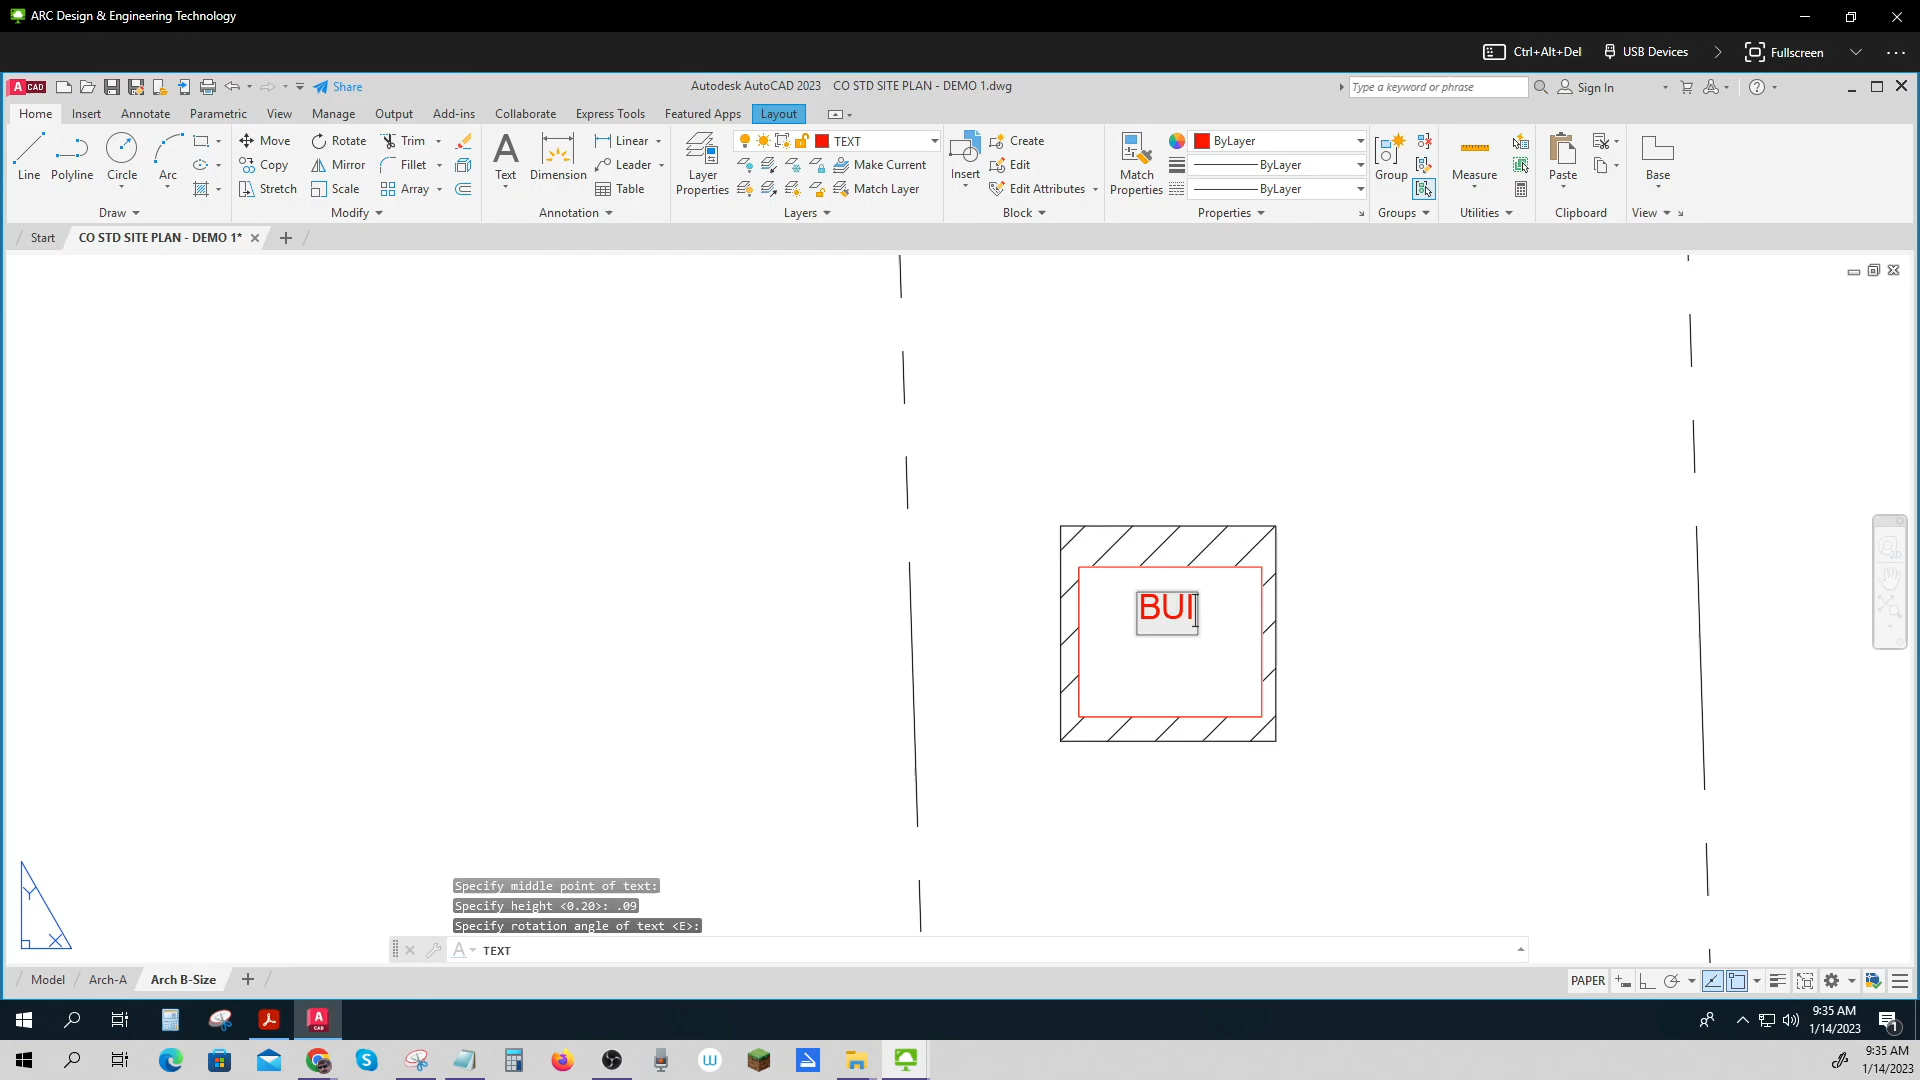 ARC Design & Engineering Technology
Ctrl+Alt+Del
USB Devices
Fullscreen
A CAD
Share
Autodesk AutoCAD 2023 CO STD SITE PLAN - DEMO 1.dwg
Type a keyword or phrase
Sign In
Home
Insert
Annotate
Parametric
View
Manage
Output
Add-ins
Collaborate
Express Tools
Featured Apps
Layout
Line
Polyline
Circle
Arc
Draw
Move
Rotate
Trim
Copy
Mirror
Fillet
Stretch
Scale
Array
Modify
Text
Dimension
Linear
Leader
Table
Annotation
Layer Properties
TEXT
Make Current
Match Layer
Layers
Insert
Create
Edit
Edit Attributes
Block
Match Properties
ByLayer
ByLayer
ByLayer
Properties
Group
Groups
Measure
Utilities
Paste
Clipboard
Base
View
Start
CO STD SITE PLAN - DEMO 1*
BUI
Y
X
Specify middle point of text:
Specify height <0.20>: .09
Specify rotation angle of text <E>:
TEXT
Model
Arch-A
Arch B-Size
PAPER
9:35 AM
1/14/2023
1
9:35 AM
1/14/2023